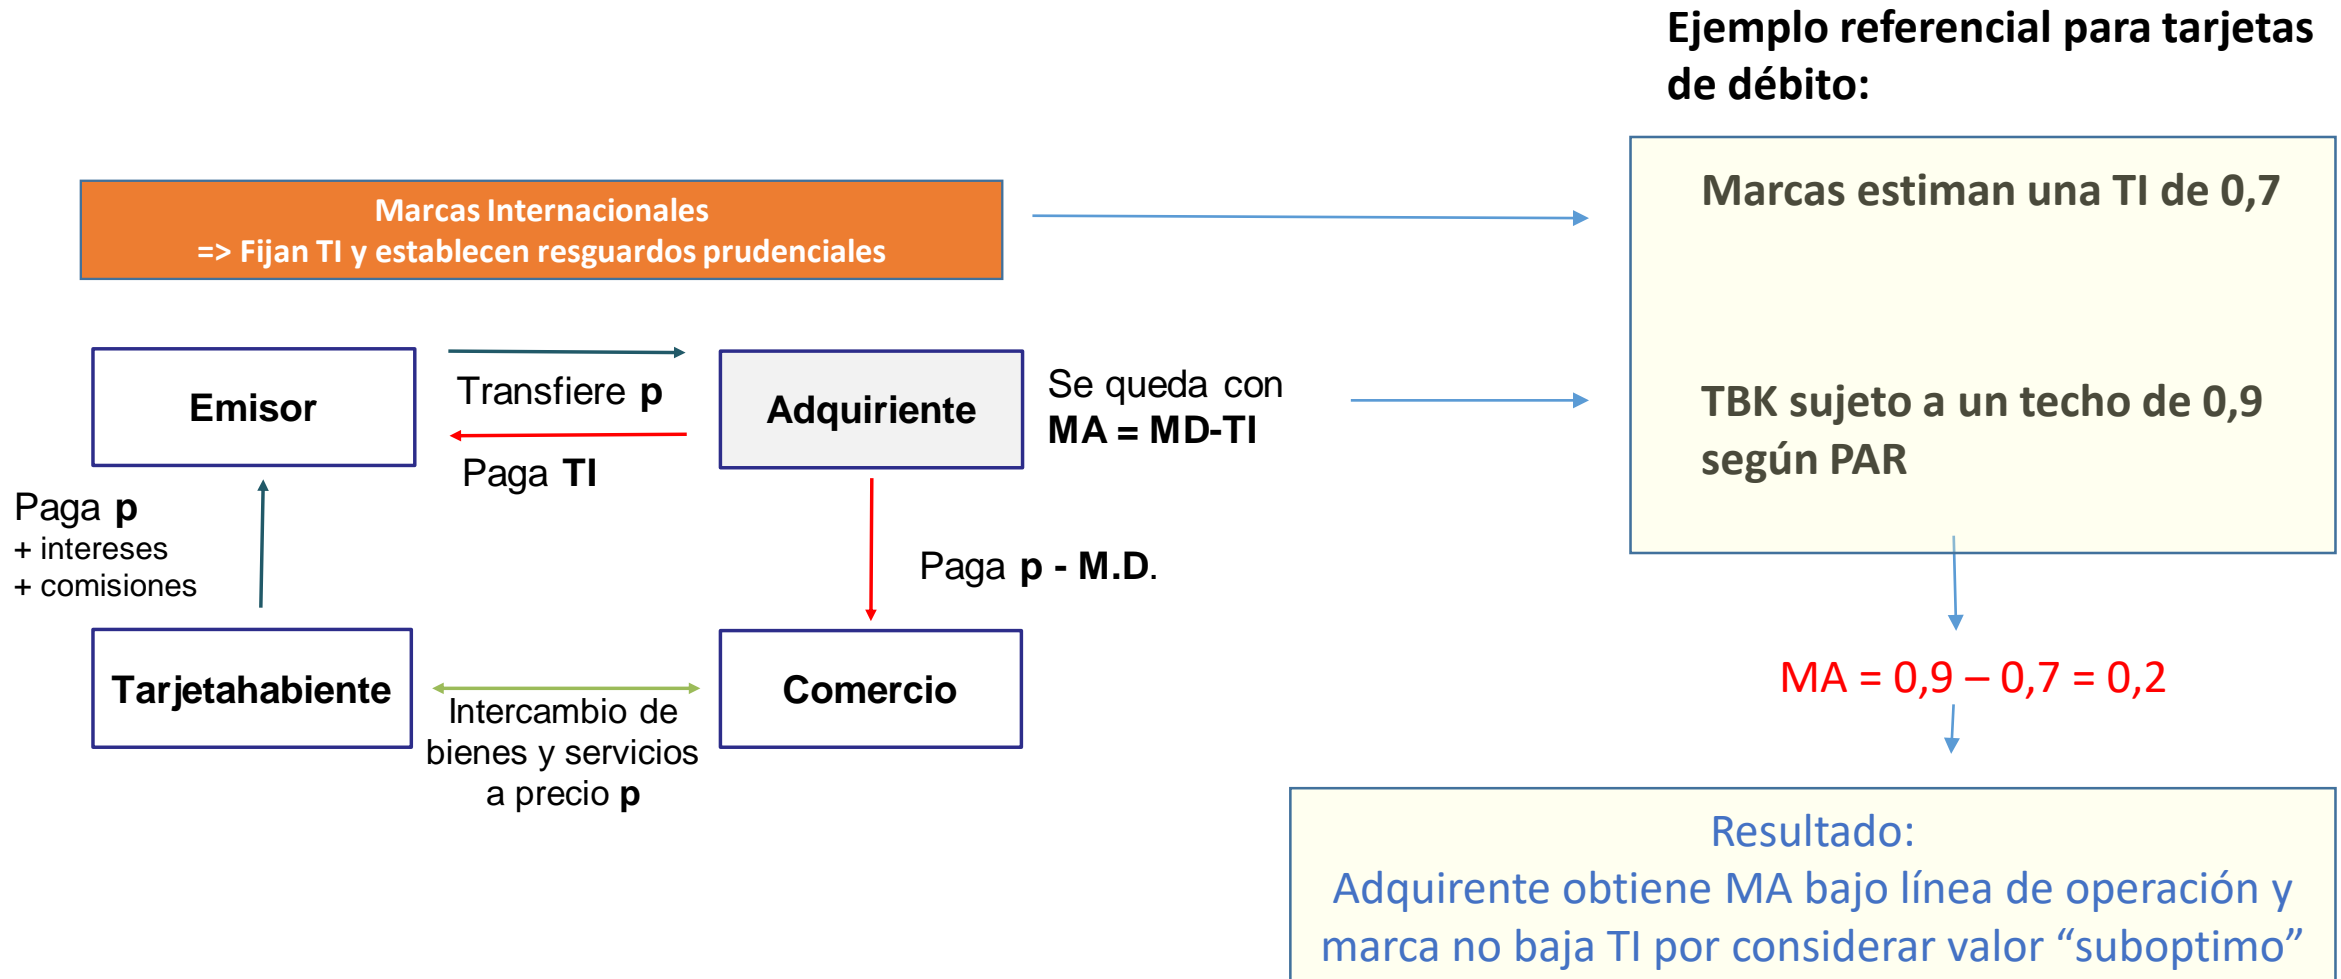 Ejemplo referencial para tarjetas
de débito:
Marcas Internacionales
=> Fijan TI y establecen resguardos prudenciales
Marcas estiman una TI de 0,7
Emisor
Transfiere p
Paga TI
Adquiriente
Se queda con
MA = MD-TI
TBK sujeto a un techo de 0,9
según PAR
Paga p
+ intereses
+ comisiones
Paga p - M.D.
Tarjetahabiente
Intercambio de
bienes y servicios
a precio p
Comercio
MA = 0,9 – 0,7 = 0,2
Resultado:
Adquirente obtiene MA bajo línea de operación y
marca no baja TI por considerar valor “suboptimo”